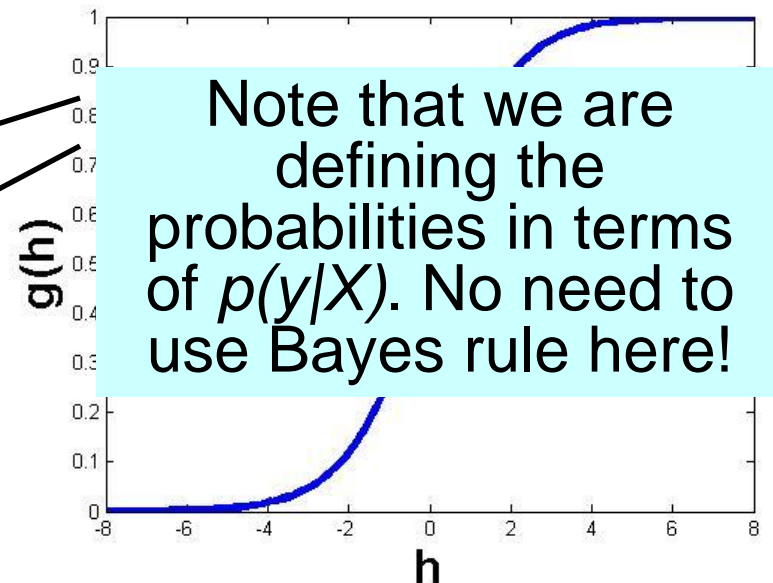 1
0.9
0.8
0.7
0.6
0.5
0.4
0.3
0.2
0.1
0
g(h)
Note that we are
defining the
probabilities in terms
of p(y|X). No need to
use Bayes rule here!
-8 -6 -4 -2 0 2 4 6 8
h